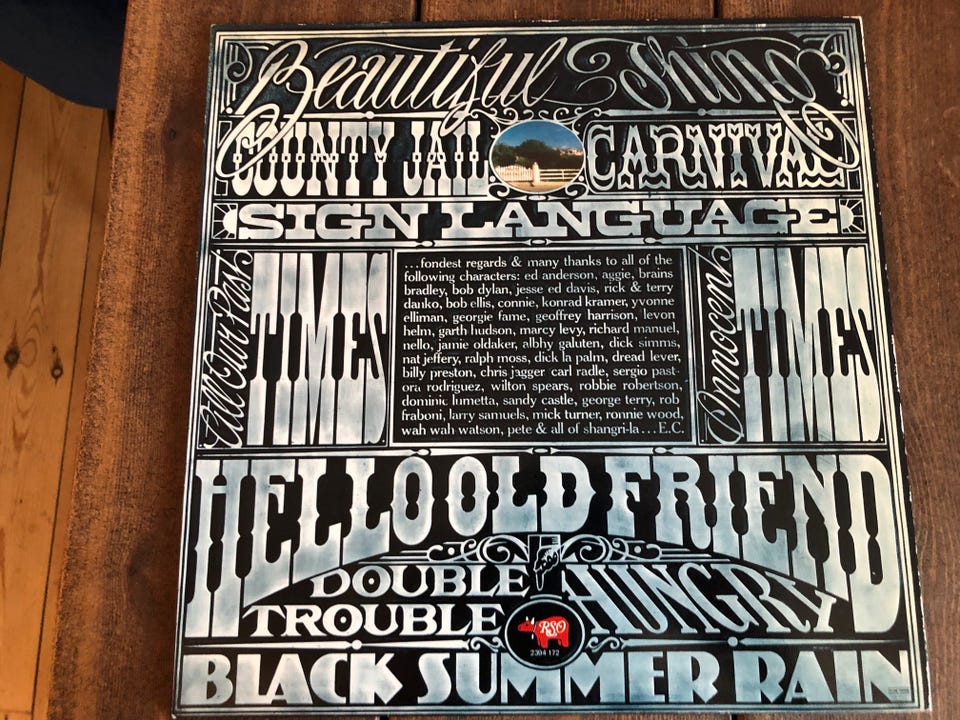 Beautiful Thing
COUNTY JAIL CARNIVAL
SIGN LANGUAGE
All Our Past TIMES
...fondest regards & many thanks to all of the
following characters: ed anderson, aggie, brains
bradley, bob dylan, jesse ed davis, rick & terry
danko, bob ellis, connie, konrad kramer, yvonne
elliman, georgie fame, geoffrey harrison, levon
helm, garth hudson, marcy levy, richard manuel,
nello, jamie oldaker, albhy galuten, dick simms,
nat jeffery, ralph moss, dick la palm, dread lever,
billy preston, chris jagger carl radle, sergio past-
ora rodriguez, wilton spears, robbie robertson,
dominic lumetta, sandy castle, george terry, rob
fraboni, larry samuels, mick turner, ronnie wood,
wah wah watson, pete & all of shangri-la...E.C.
Innocent TIMES
HELLO OLD FRIEND
DOUBLE
TROUBLE
HUNGRY
RSO
2394 172
BLACK SUMMER RAIN